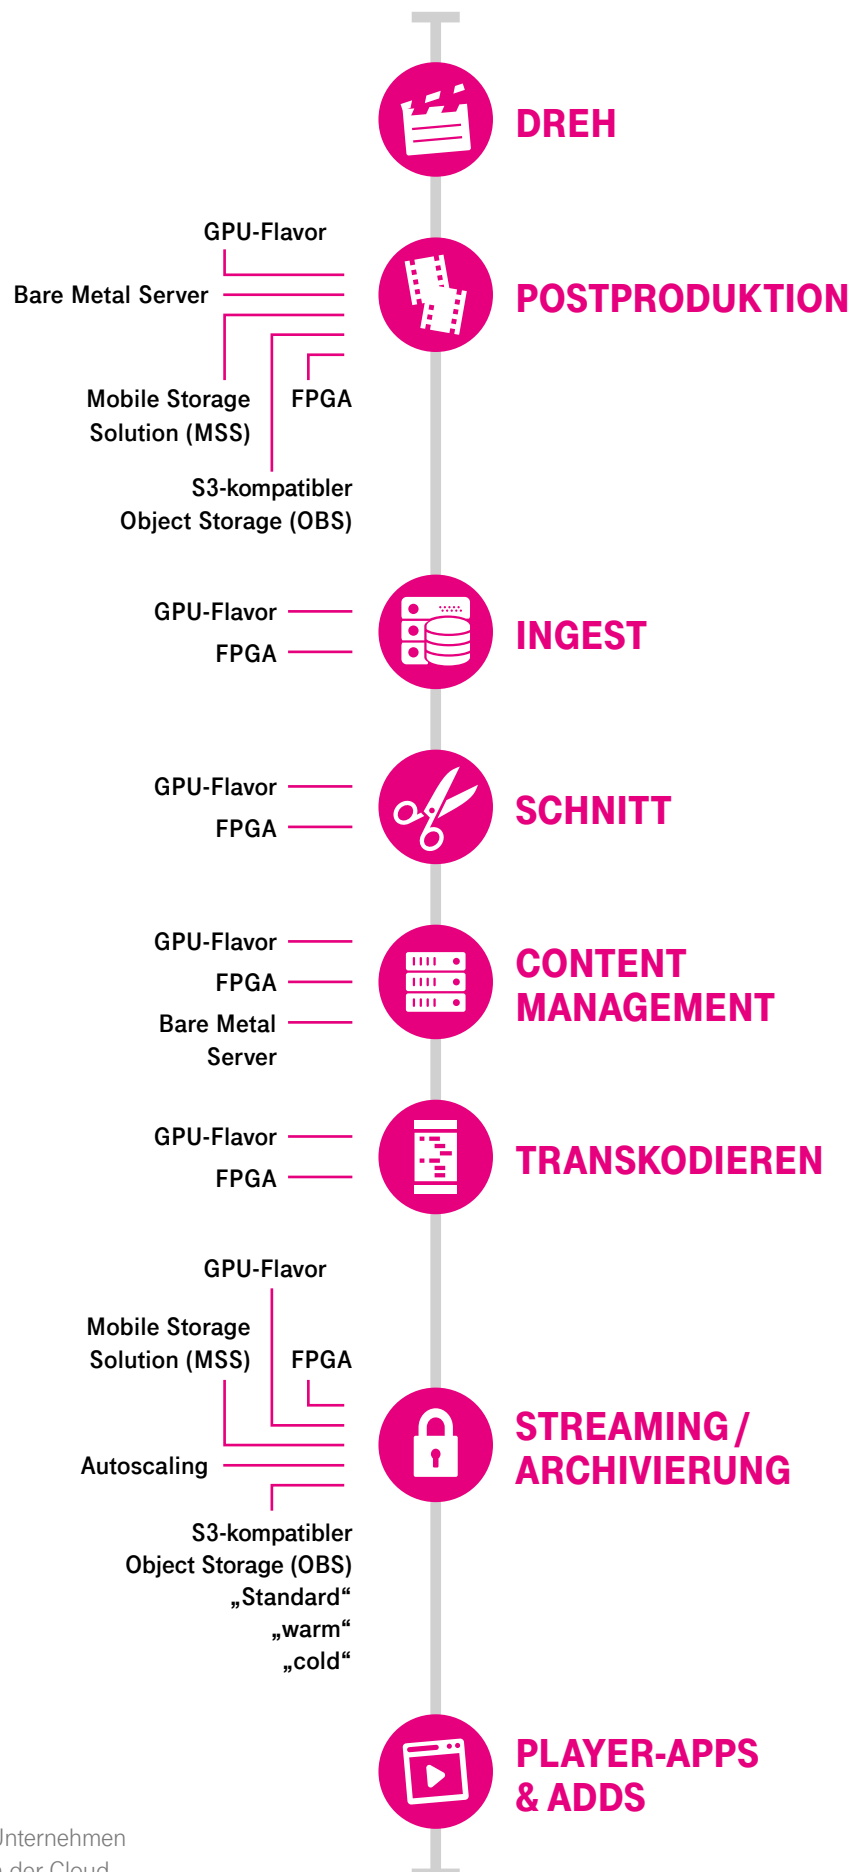 DREH
GPU-Flavor
Bare Metal Server
POSTPRODUKTION
Mobile Storage
Solution (MSS)
FPGA
S3-kompatibler
Object Storage (OBS)
GPU-Flavor
FPGA
INGEST
GPU-Flavor
FPGA
SCHNITT
GPU-Flavor
FPGA
Bare Metal
Server
CONTENT
MANAGEMENT
GPU-Flavor
FPGA
TRANSKODIEREN
GPU-Flavor
Mobile Storage
Solution (MSS)
FPGA
Autoscaling
S3-kompatibler
Object Storage (OBS)
„Standard“
„warm“
„cold“
STREAMING /
ARCHIVIERUNG
PLAYER-APPS
& ADDS
Unternehmen
der Cloud